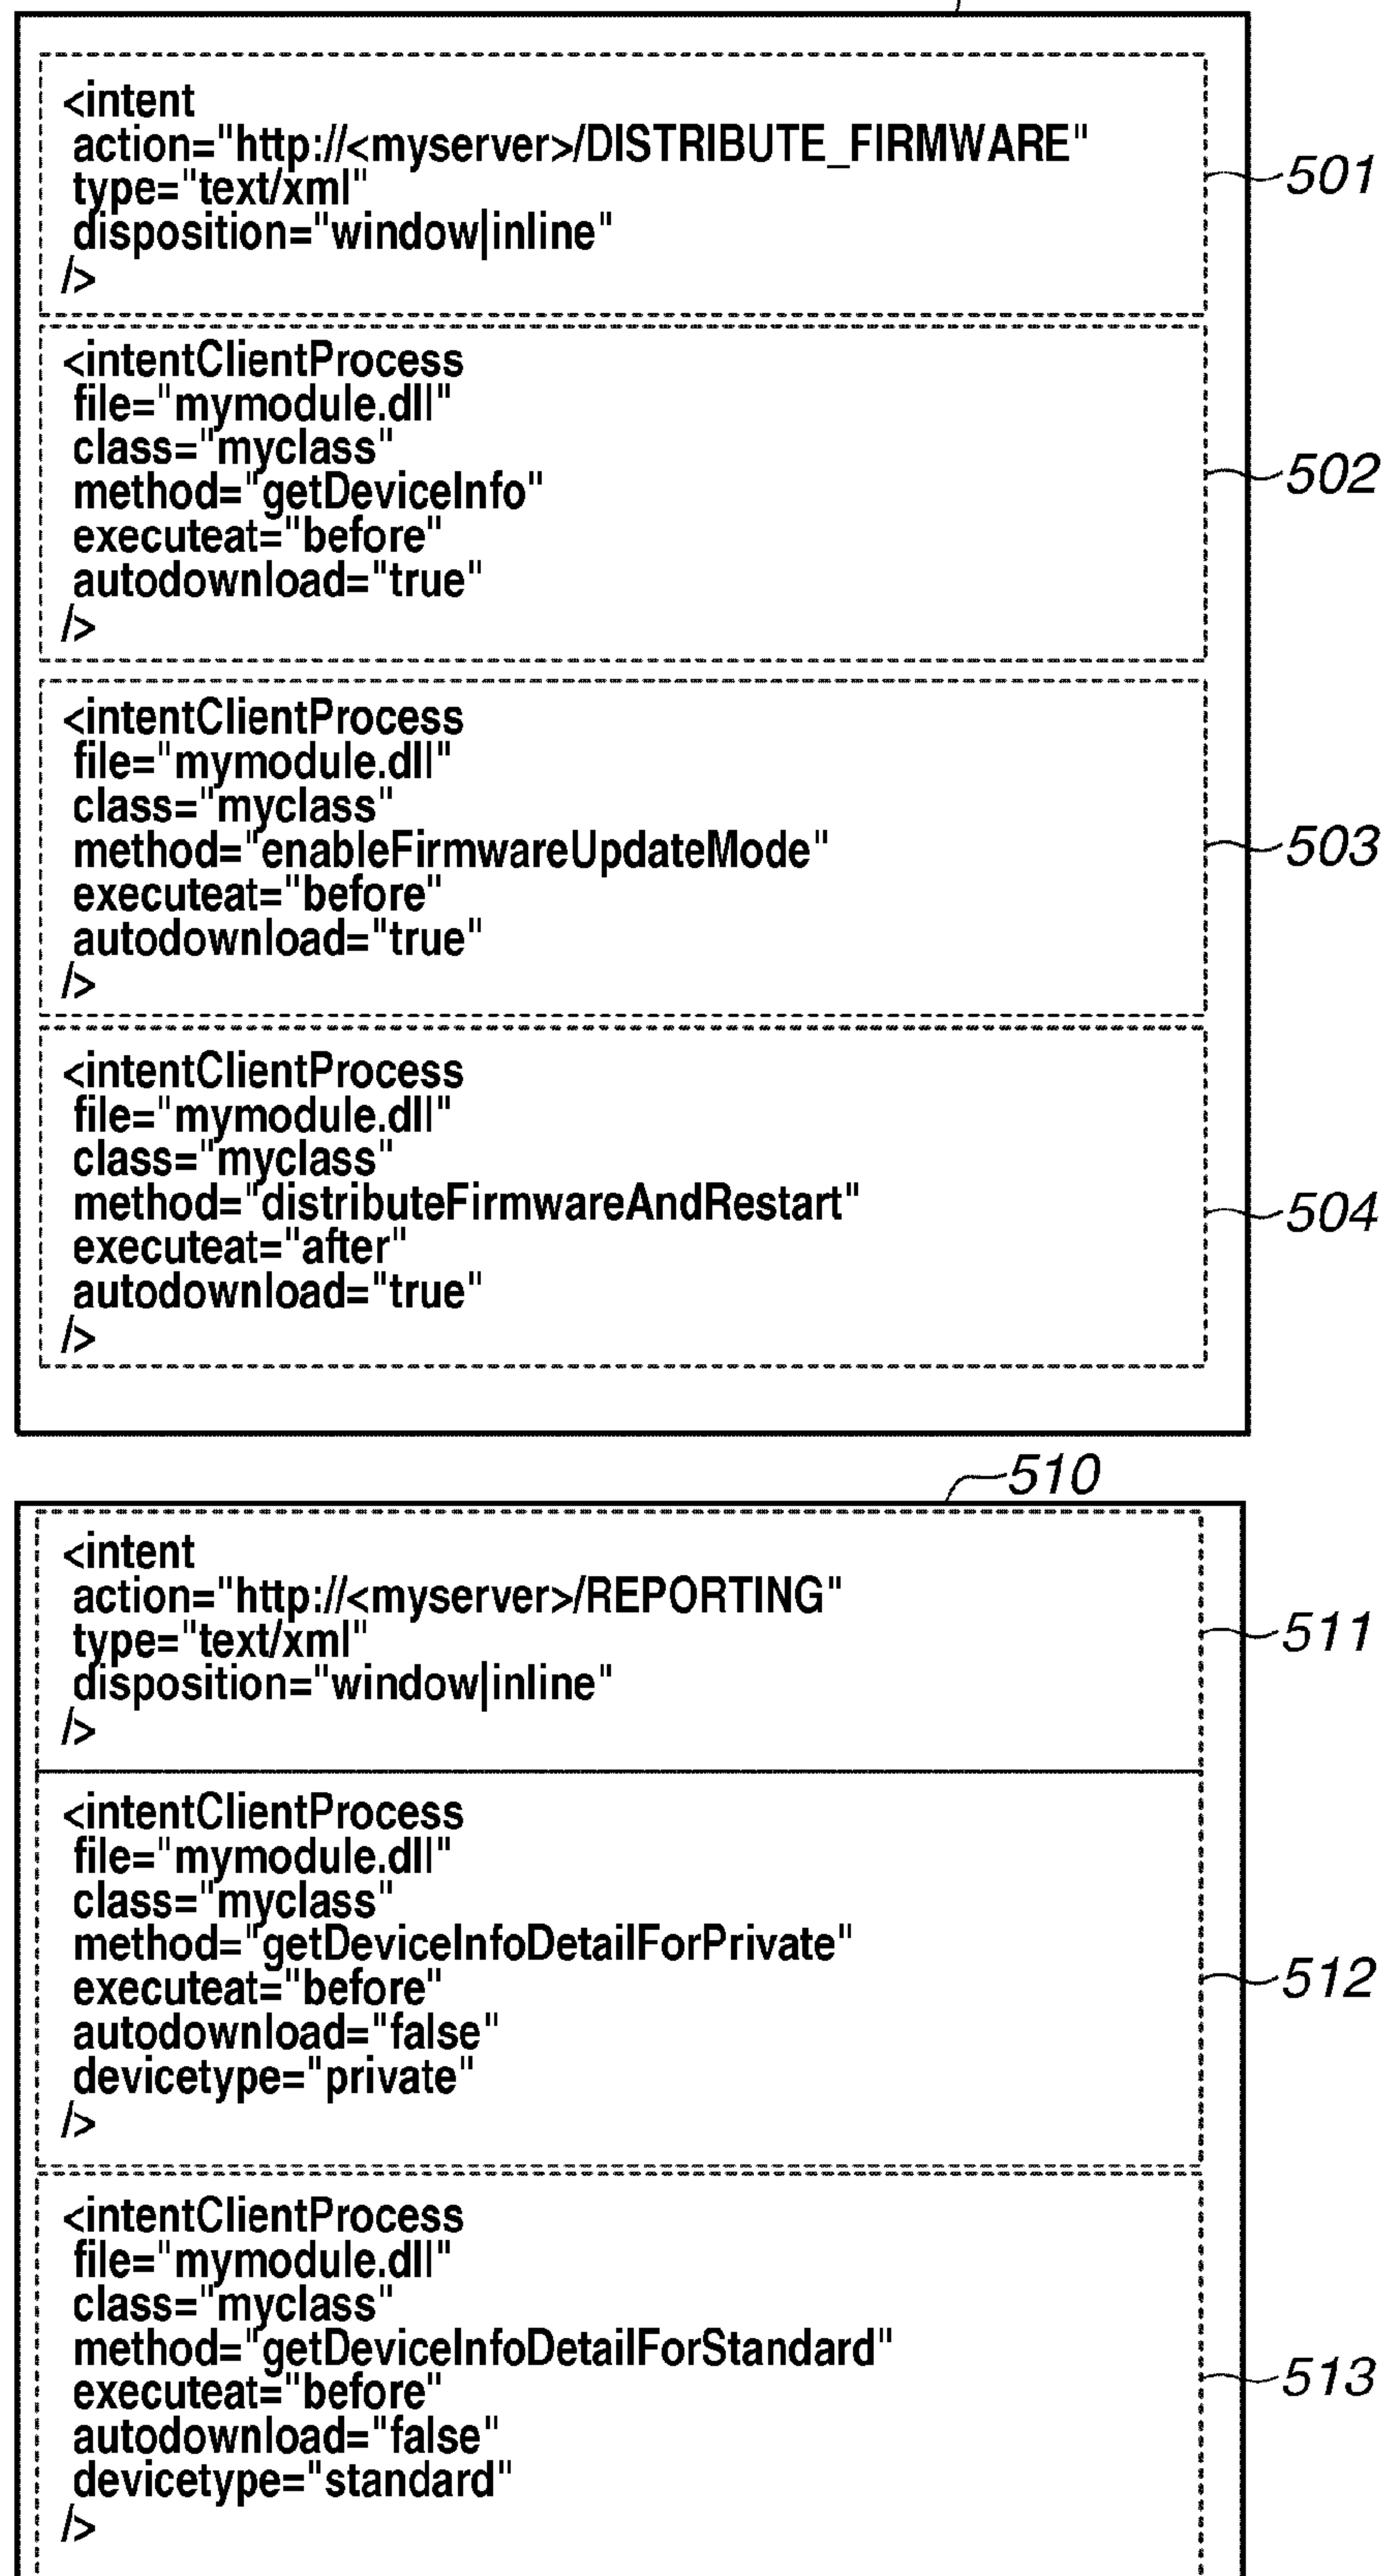 <intent
action="http://<myserver>/DISTRIBUTE_FIRMWARE"
type="text/xml"
disposition="window|inline"
/>
501
<intentClientProcess
file="mymodule.dll"
class="myclass"
method="getDeviceInfo"
executeat="before"
autodownload="true"
/>
502
<intentClientProcess
file="mymodule.dll"
class="myclass"
method="enableFirmwareUpdateMode"
executeat="before"
autodownload="true"
/>
503
<intentClientProcess
file="mymodule.dll"
class="myclass"
method="distributeFirmwareAndRestart"
executeat="after"
autodownload="true"
/>
504
510
<intent
action="http://<myserver>/REPORTING"
type="text/xml"
disposition="window|inline"
/>
511
<intentClientProcess
file="mymodule.dll"
class="myclass"
method="getDeviceInfoDetailForPrivate"
executeat="before"
autodownload="false"
devicetype="private"
/>
512
<intentClientProcess
file="mymodule.dll"
class="myclass"
method="getDeviceInfoDetailForStandard"
executeat="before"
autodownload="false"
devicetype="standard"
/>
513